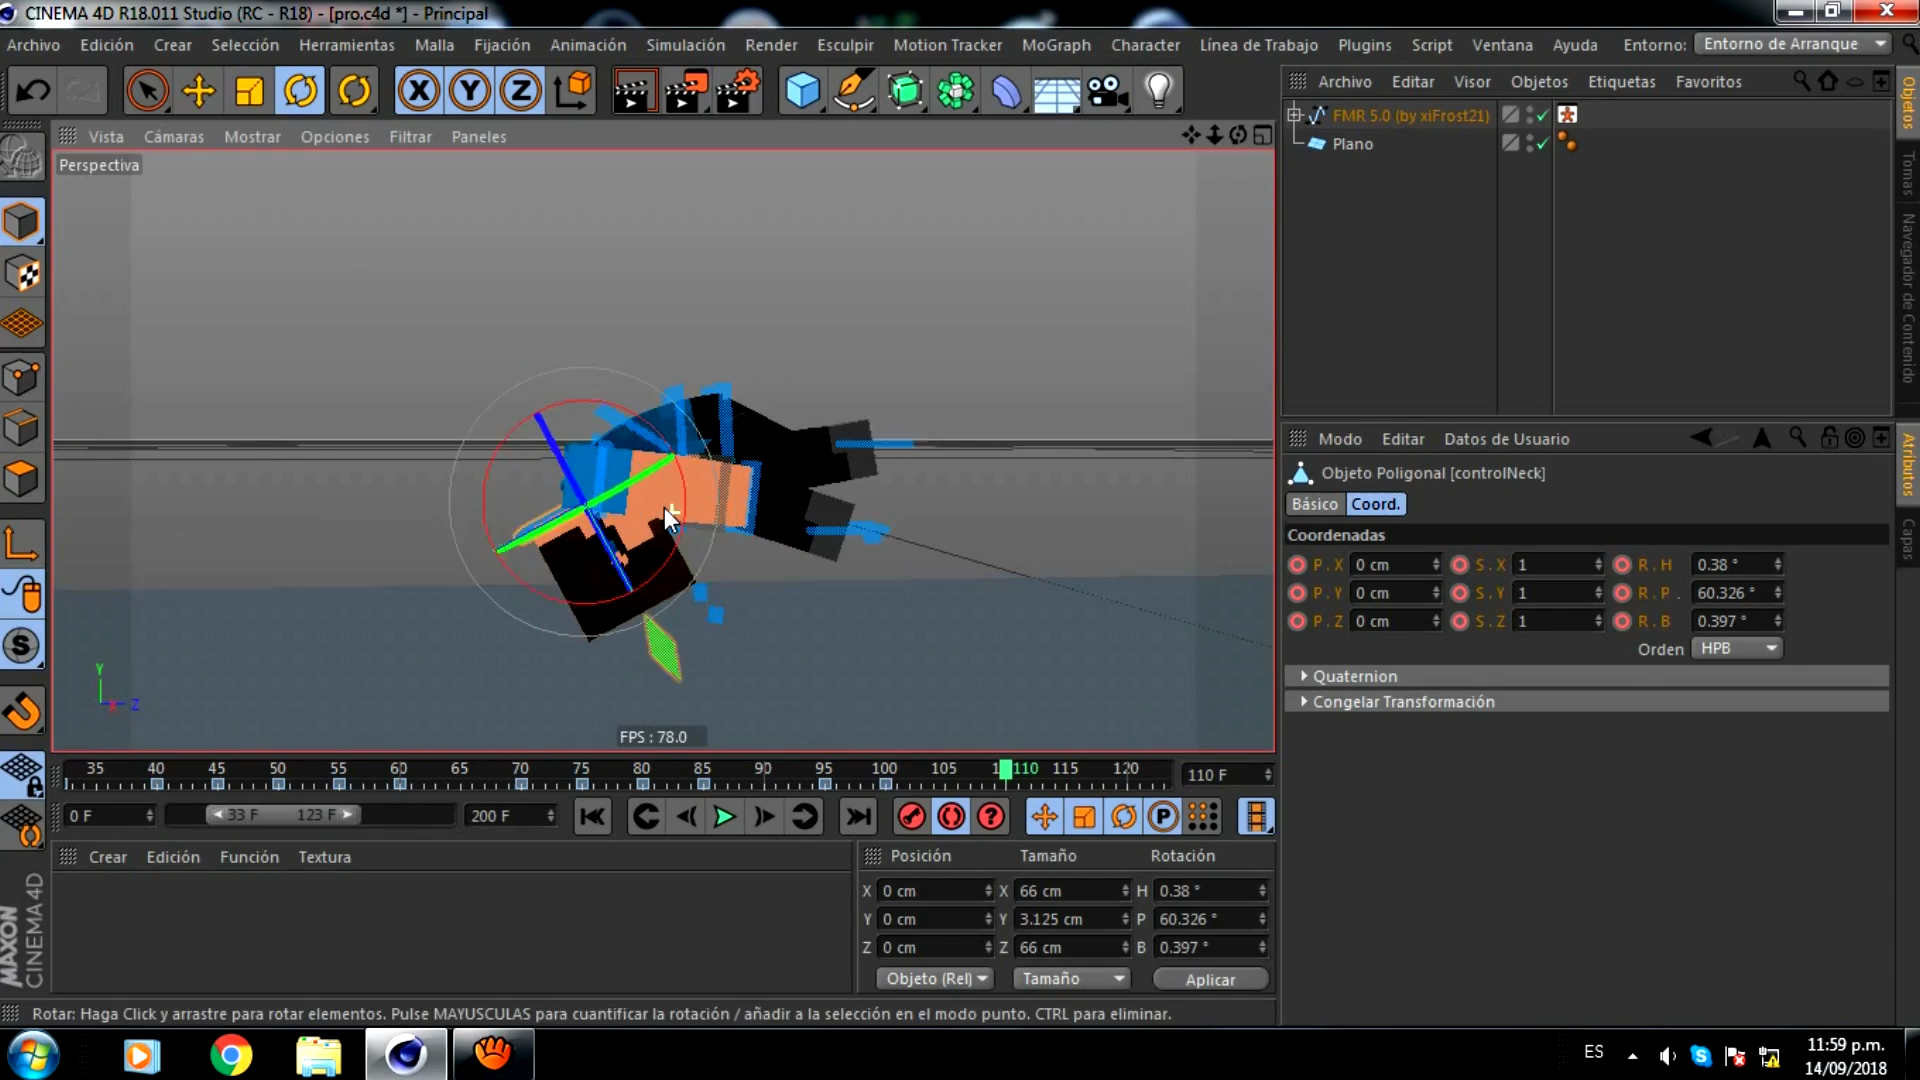 CINEMA 4D R18.011 Studio (RC - R18) - [pro.c4d *] - Principal
Archivo Edición Crear Selección Herramientas Malla Fijación Animación Simulación Render Esculpir Motion Tracker MoGraph Character Línea de Trabajo Plugins Script Ventana Ayuda Entorno: Entorno de Arranque
X Y Z
Archivo Editar Visor Objetos Etiquetas Favoritos
FMR 5.0 (by xiFrost21)
Plano
Objetos
Tomas
Navegador de Contenido
Vista Cámaras Mostrar Opciones Filtrar Paneles
Perspectiva
Y
Z
FPS : 78.0
Modo Editar Datos de Usuario
Objeto Poligonal [controlNeck]
Básico Coord.
Coordenadas
P . X 0 cm S . X 1 R . H 0.38 °
P . Y 0 cm S . Y 1 R . P . 60.326 °
P . Z 0 cm S . Z 1 R . B 0.397 °
Orden HPB
Quaternion
Congelar Transformación
Atributos
Capas
35 40 45 50 55 60 65 70 75 80 85 90 95 100 105 110 115 120 110 F
0 F 33 F 123 F 200 F
Crear Edición Función Textura
Posición Tamaño Rotación
X 0 cm X 66 cm H 0.38 °
Y 0 cm Y 3.125 cm P 60.326 °
Z 0 cm Z 66 cm B 0.397 °
Objeto (Rel) Tamaño Aplicar
MAXON
CINEMA 4D
Rotar: Haga Click y arrastre para rotar elementos. Pulse MAYUSCULAS para cuantificar la rotación / añadir a la selección en el modo punto. CTRL para eliminar.
ES
11:59 p.m.
14/09/2018